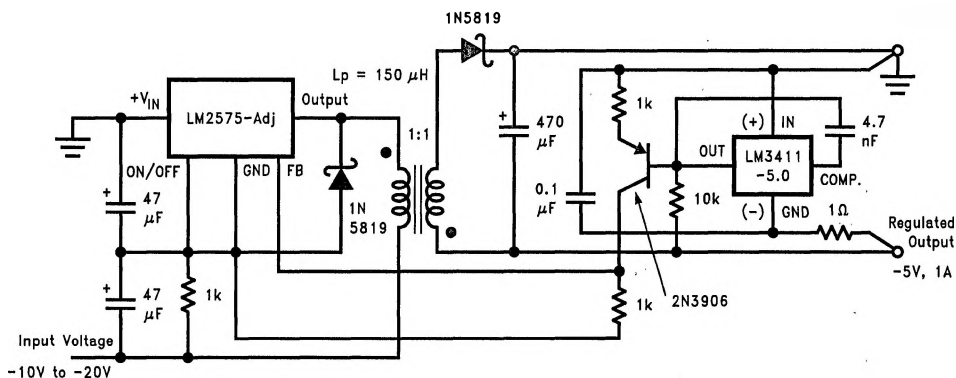 1N5819
Lp = 150 μH
+VIN
LM2575-Adj
Output
1:1
ON/OFF
GND
FB
47
μF
1N
5819
+
470
μF
1k
0.1
μF
(+)
IN
OUT
LM3411
-5.0
COMP.
4.7
nF
10k
(-)
GND
1Ω
Regulated
Output
-5V, 1A
+
+
47
μF
1k
1k
2N3906
Input Voltage
-10V to -20V